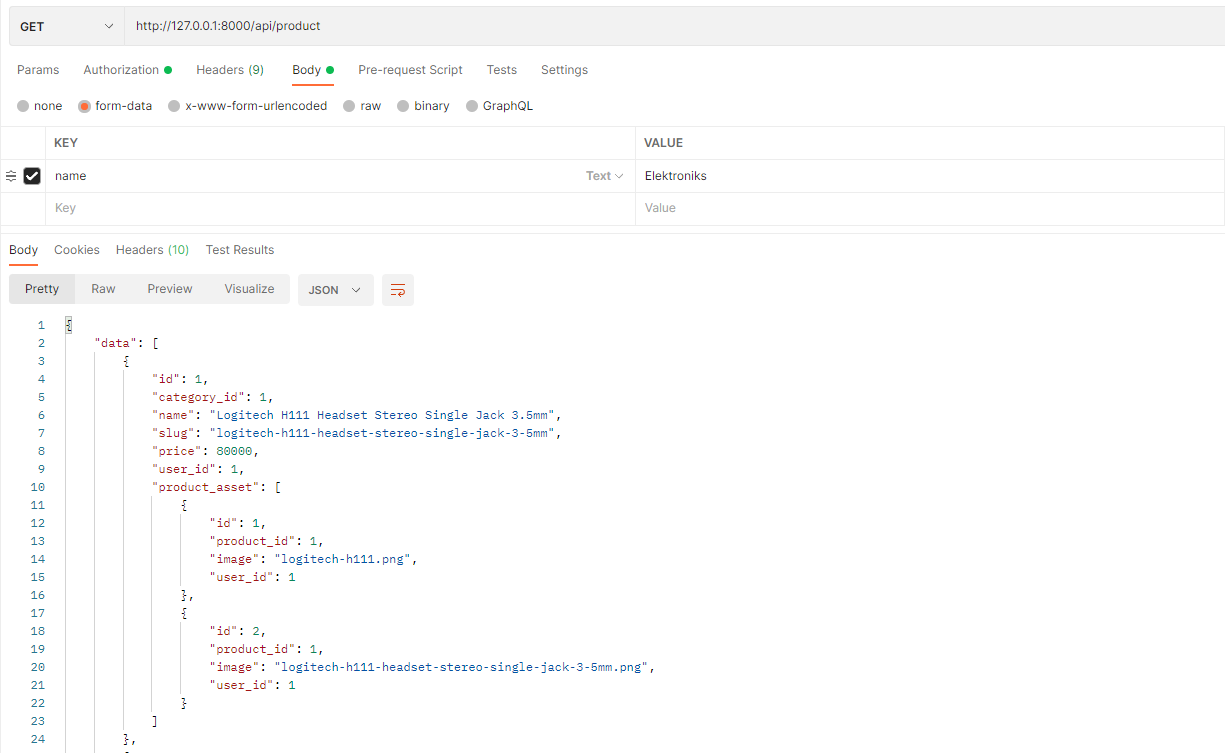 GET http://127.0.0.1:8000/api/product
Params Authorization Headers (9) Body Pre-request Script Tests Settings
none form-data x-www-form-urlencoded raw binary GraphQL
KEY VALUE
name Text Elektroniks
Key Value
Body Cookies Headers (10) Test Results
Pretty Raw Preview Visualize JSON
1 {
2 "data": [
3 {
4 "id": 1,
5 "category_id": 1,
6 "name": "Logitech H111 Headset Stereo Single Jack 3.5mm",
7 "slug": "logitech-h111-headset-stereo-single-jack-3-5mm",
8 "price": 80000,
9 "user_id": 1,
10 "product_asset": [
11 {
12 "id": 1,
13 "product_id": 1,
14 "image": "logitech-h111.png",
15 "user_id": 1
16 },
17 {
18 "id": 2,
19 "product_id": 1,
20 "image": "logitech-h111-headset-stereo-single-jack-3-5mm.png",
21 "user_id": 1
22 }
23 ]
24 },